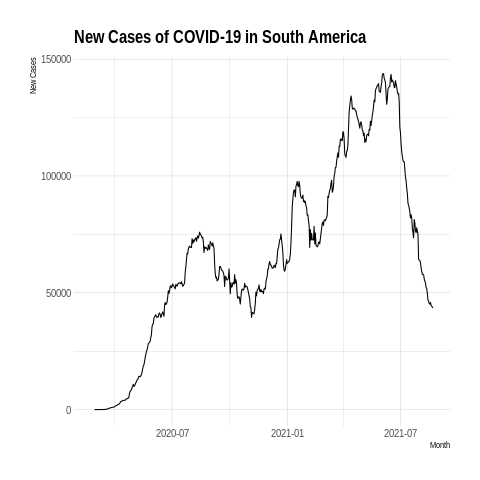 New Cases of COVID-19 in South America
New Cases
150000
100000
50000
0
2020-07
2021-01
2021-07
Month